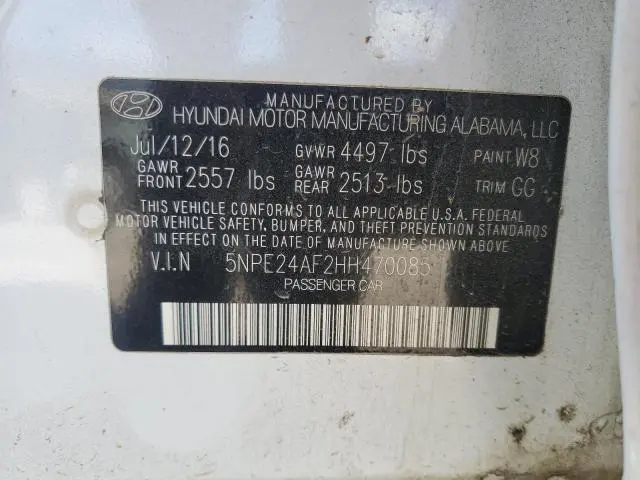 MANUFACTURED BY
HYUNDAI MOTOR MANUFACTURING ALABAMA, LLC
Jul/12/16 GVWR 4497 lbs PAINT W8
GAWR FRONT 2557 lbs GAWR REAR 2513 lbs TRIM GG
THIS VEHICLE CONFORMS TO ALL APPLICABLE U.S.A. FEDERAL
MOTOR VEHICLE SAFETY, BUMPER, AND THEFT PREVENTION STANDARDS
IN EFFECT ON THE DATE OF MANUFACTURE SHOWN ABOVE.
V.I.N 5NPE24AF2HH470085
PASSENGER CAR